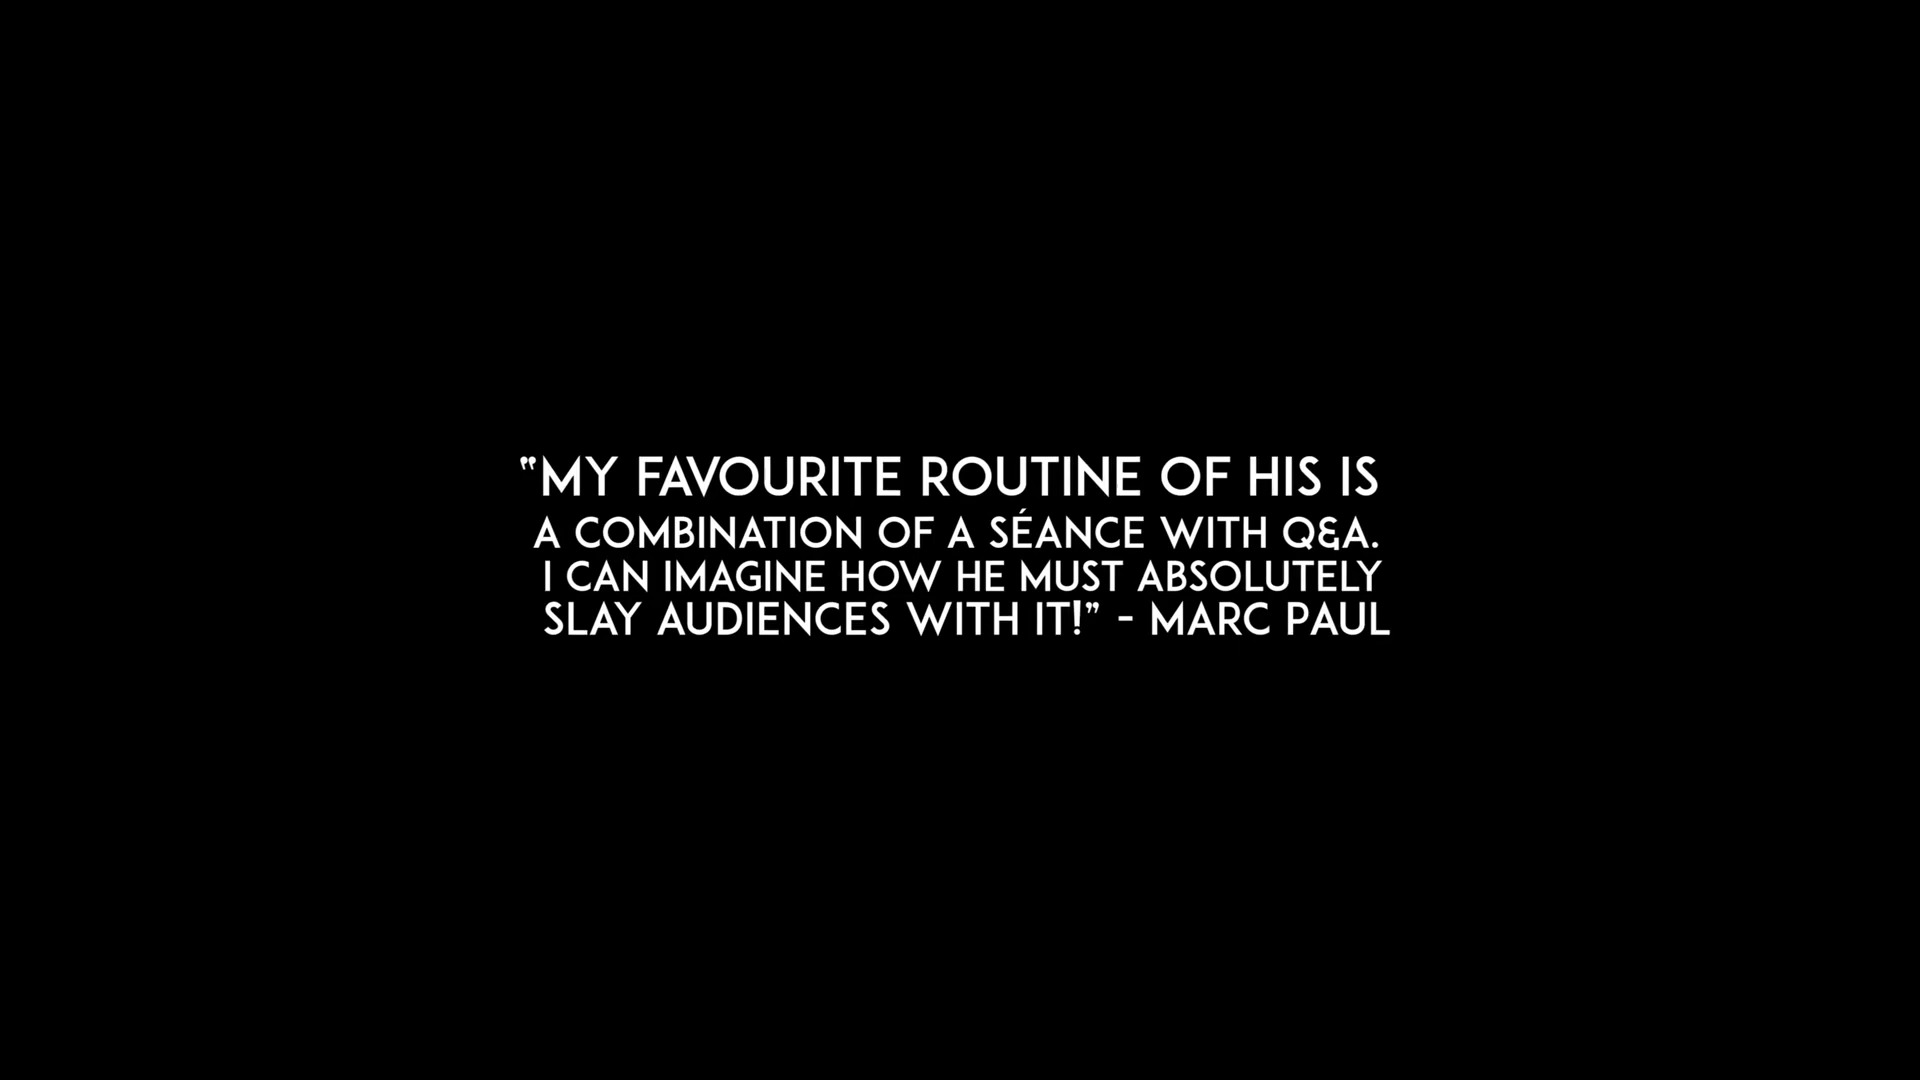 "MY FAVOURITE ROUTINE OF HIS IS
A COMBINATION OF A SÉANCE WITH Q&A.
I CAN IMAGINE HOW HE MUST ABSOLUTELY
SLAY AUDIENCES WITH IT!" - MARC PAUL